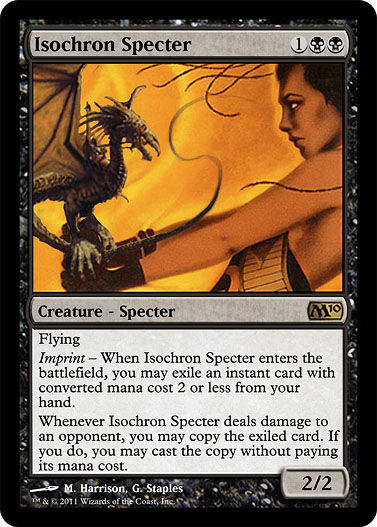 Isochron Specter 1
Creature - Specter M10
Flying
Imprint – When Isochron Specter enters the
battlefield, you may exile an instant card with
converted mana cost 2 or less from your
hand.
Whenever Isochron Specter deals damage to
an opponent, you may copy the exiled card. If
you do, you may cast the copy without paying
its mana cost.
M. Harrison, G. Staples
2/2
™ & © 2011 Wizards of the Coast, Inc.